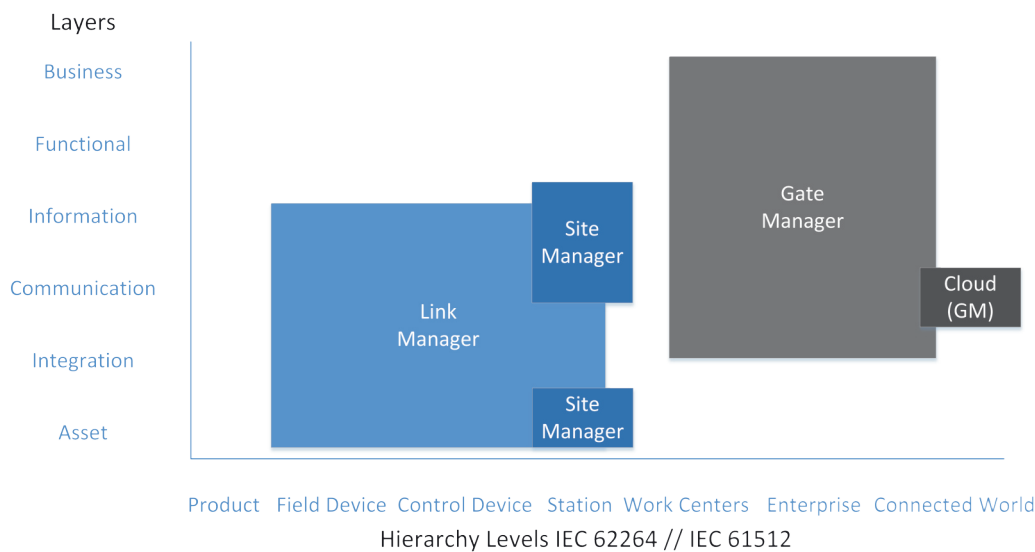 Layers
Business
Functional
Information
Communication
Integration
Asset
Link
Manager
Site
Manager
Site
Manager
Gate
Manager
Cloud
(GM)
Product Field Device Control Device Station Work Centers Enterprise Connected World
Hierarchy Levels IEC 62264 // IEC 61512